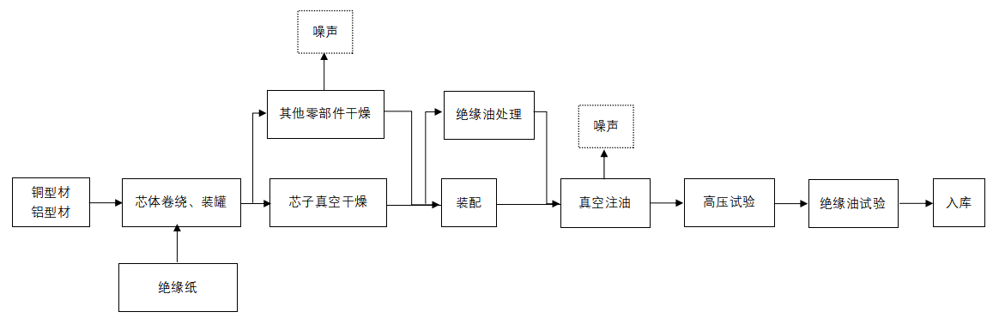 噪声
其他零部件干燥
绝缘油处理
噪声
铜型材
铝型材
芯体卷绕、装罐
芯子真空干燥
装配
真空注油
高压试验
绝缘油试验
入库
绝缘纸